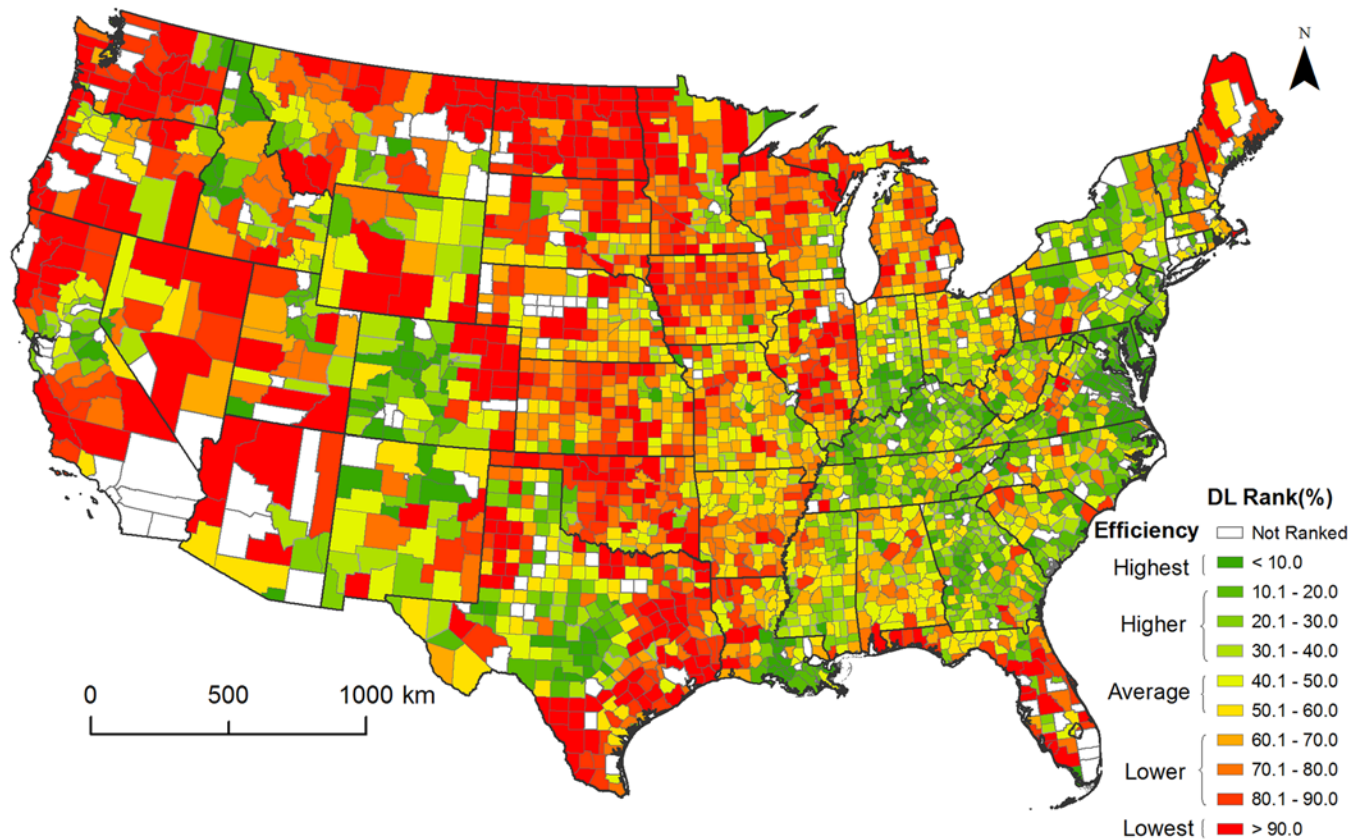 N
DL Rank(%)
Efficiency
Not Ranked
Highest
< 10.0
10.1 - 20.0
Higher
20.1 - 30.0
30.1 - 40.0
Average
40.1 - 50.0
50.1 - 60.0
60.1 - 70.0
Lower
70.1 - 80.0
80.1 - 90.0
Lowest
> 90.0
0 500 1000 km